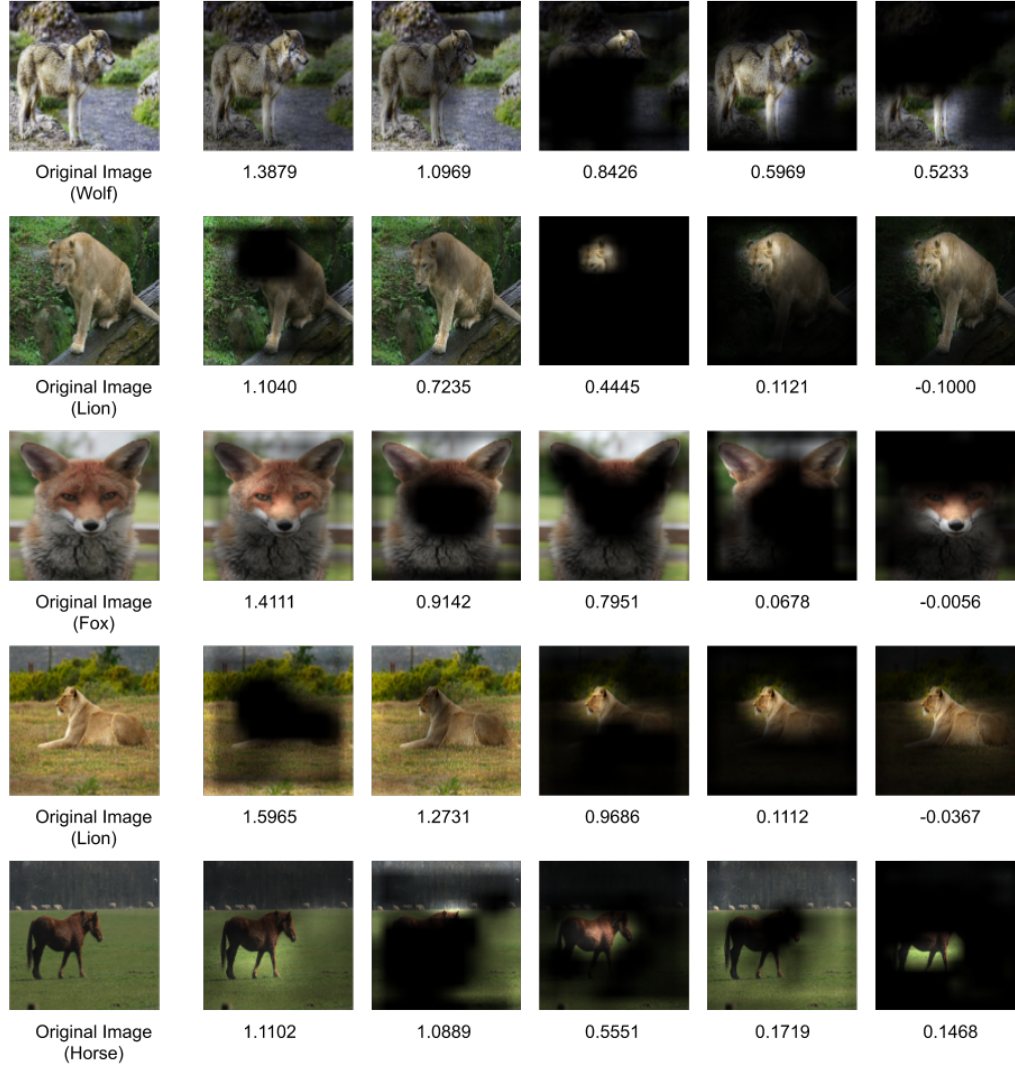 Original Image 1.3879 1.0969 0.8426 0.5969 0.5233
(Wolf)
Original Image 1.1040 0.7235 0.4445 0.1121 -0.1000
(Lion)
Original Image 1.4111 0.9142 0.7951 0.0678 -0.0056
(Fox)
Original Image 1.5965 1.2731 0.9686 0.1112 -0.0367
(Lion)
Original Image 1.1102 1.0889 0.5551 0.1719 0.1468
(Horse)